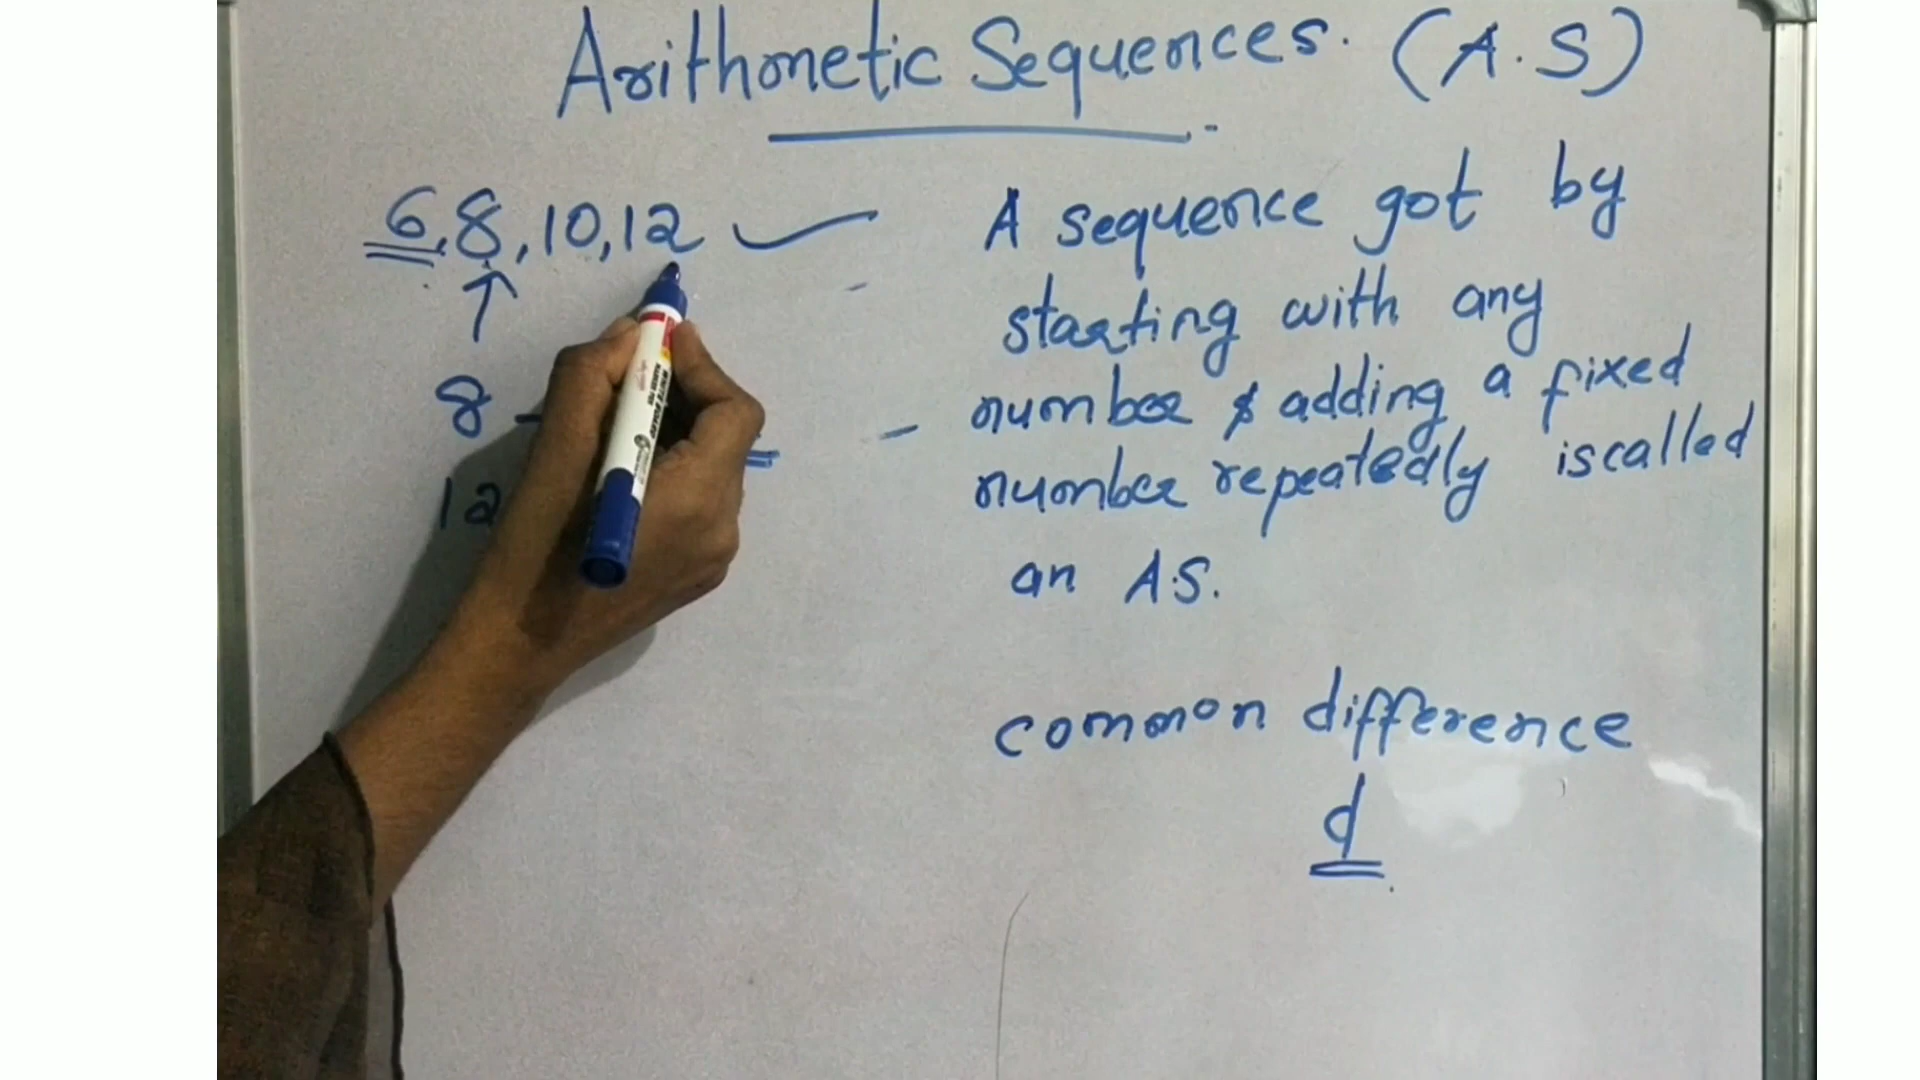 Arithmetic Sequences. (A.S)
6, 8, 10, 12
8 -
12
A sequence got by
starting with any
number & adding a fixed
number repeatedly is called
an A.S.
common difference
d